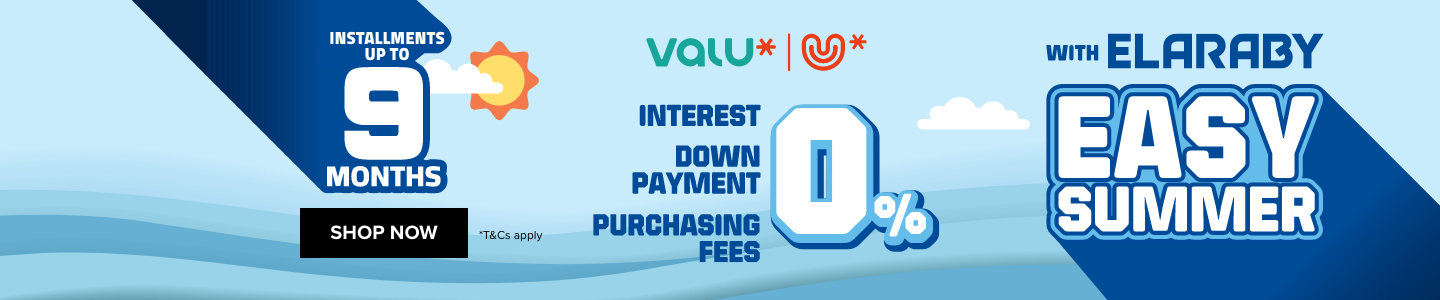 INSTALLMENTS
UP TO
9
MONTHS
SHOP NOW
*T&Cs apply
valu*
INTEREST
DOWN
PAYMENT
PURCHASING
FEES
0%
WITH ELARABY
EASY
SUMMER